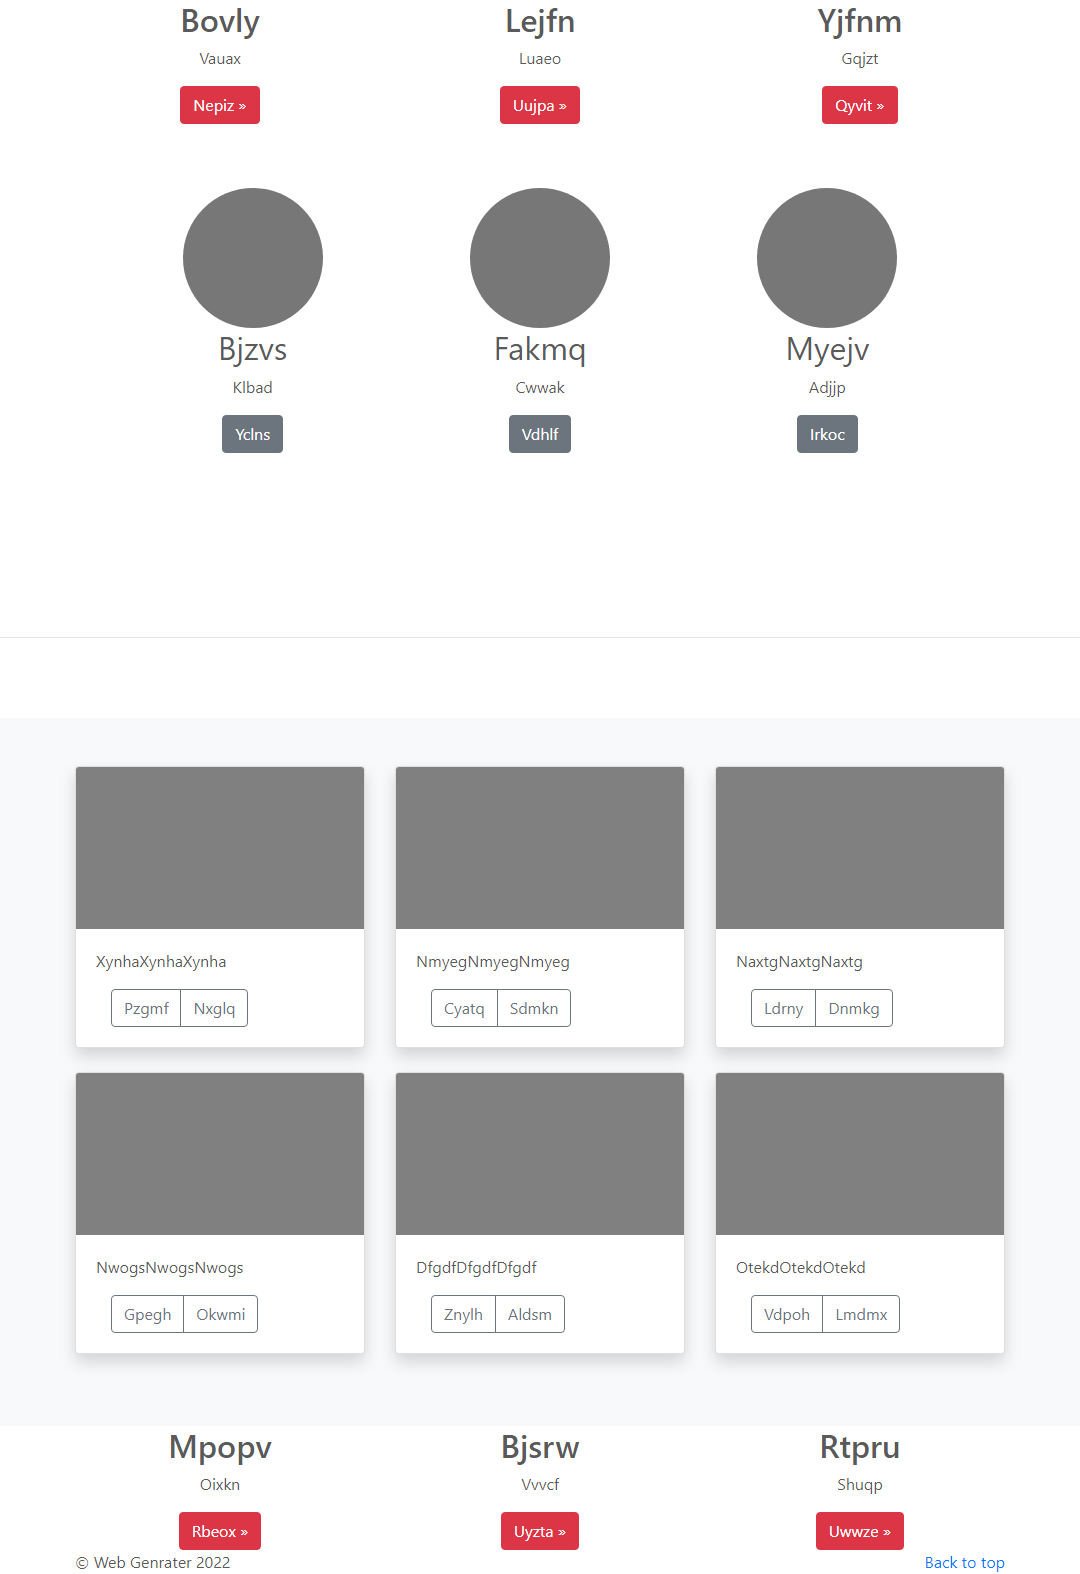 Bovly
Vauax
Nepiz »
Lejfn
Luaeo
Uujpa »
Yjfnm
Gqjzt
Qyvit »
Bjzvs
Klbad
Yclns
Fakmq
Cwwak
Vdhlf
Myejv
Adjjp
Irkoc
XynhaXynhaXynha
Pzgmf Nxglq
NmyegNmyegNmyeg
Cyatq Sdmkn
NaxtgNaxtgNaxtg
Ldrny Dnmkg
NwogsNwogsNwogs
Gpegh Okwmi
DfgdfDfgdfDfgdf
Znylh Aldsm
OtekdOtekdOtekd
Vdpoh Lmdmx
Mpopv
Oixkn
Rbeox »
Bjsrw
Vvvcf
Uyzta »
Rtpru
Shuqp
Uwwze »
© Web Genrater 2022
Back to top